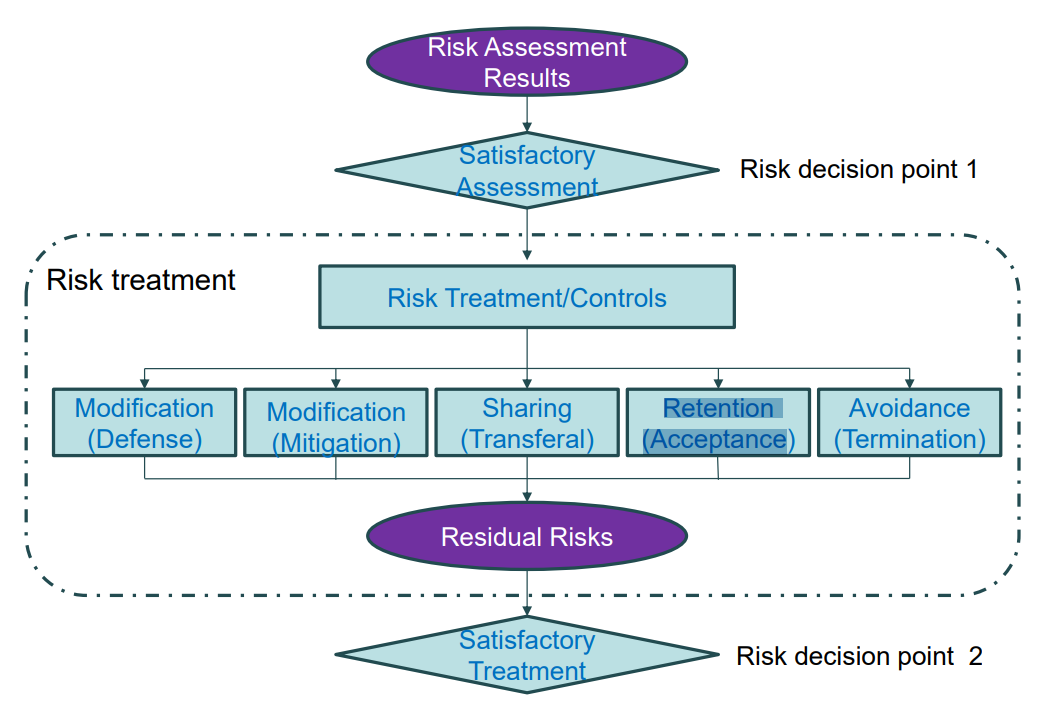 Risk Assessment
Results
Satisfactory
Assessment
Risk decision point 1
Risk treatment
Risk Treatment/Controls
Modification
(Defense)
Modification
(Mitigation)
Sharing
(Transferal)
Retention
(Acceptance)
Avoidance
(Termination)
Residual Risks
Satisfactory
Treatment
Risk decision point 2